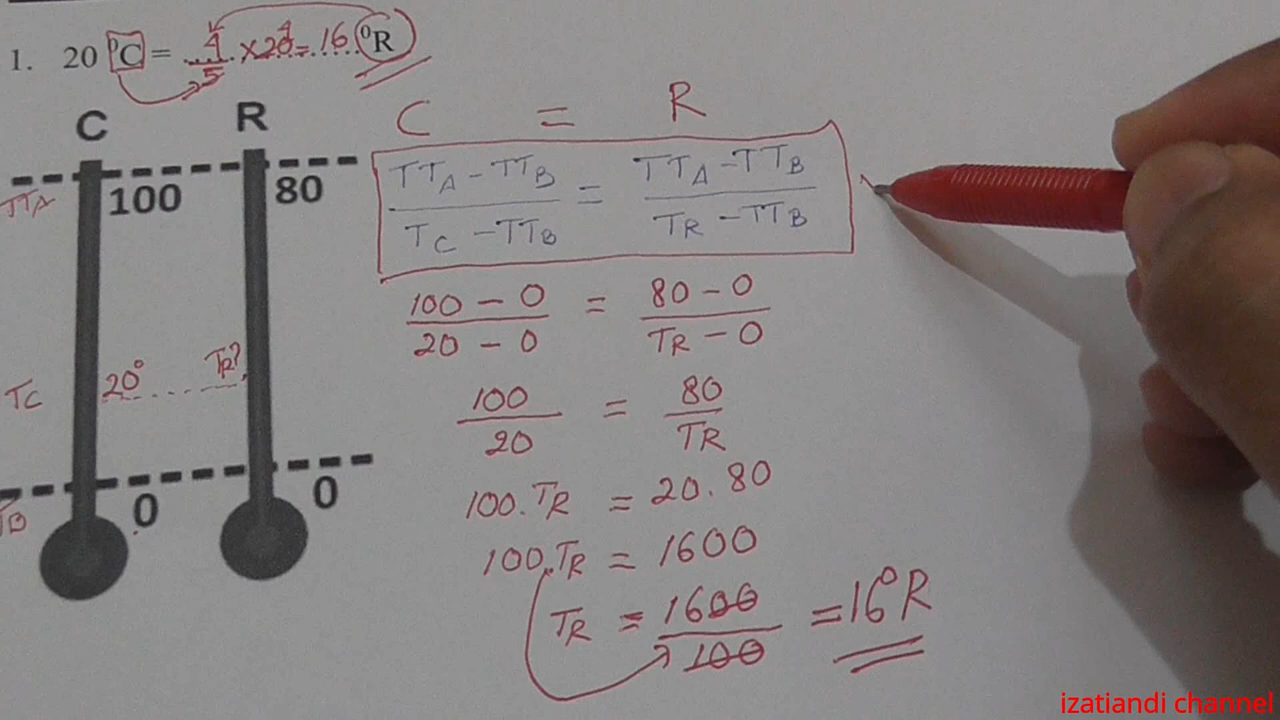 1. 20 °C = 4/5 × 20 4 = 16 °R
C R
C = R
TTA 100 80
TTA - TTB / TC - TTB = TTA - TTB / TR - TTB
100 - 0 / 20 - 0 = 80 - 0 / TR - 0
TC 20° TR?
100 / 20 = 80 / TR
100.TR = 20.80
0 0
100.TR = 1600
TR = 1600 / 100 = 16°R
izatiandi channel